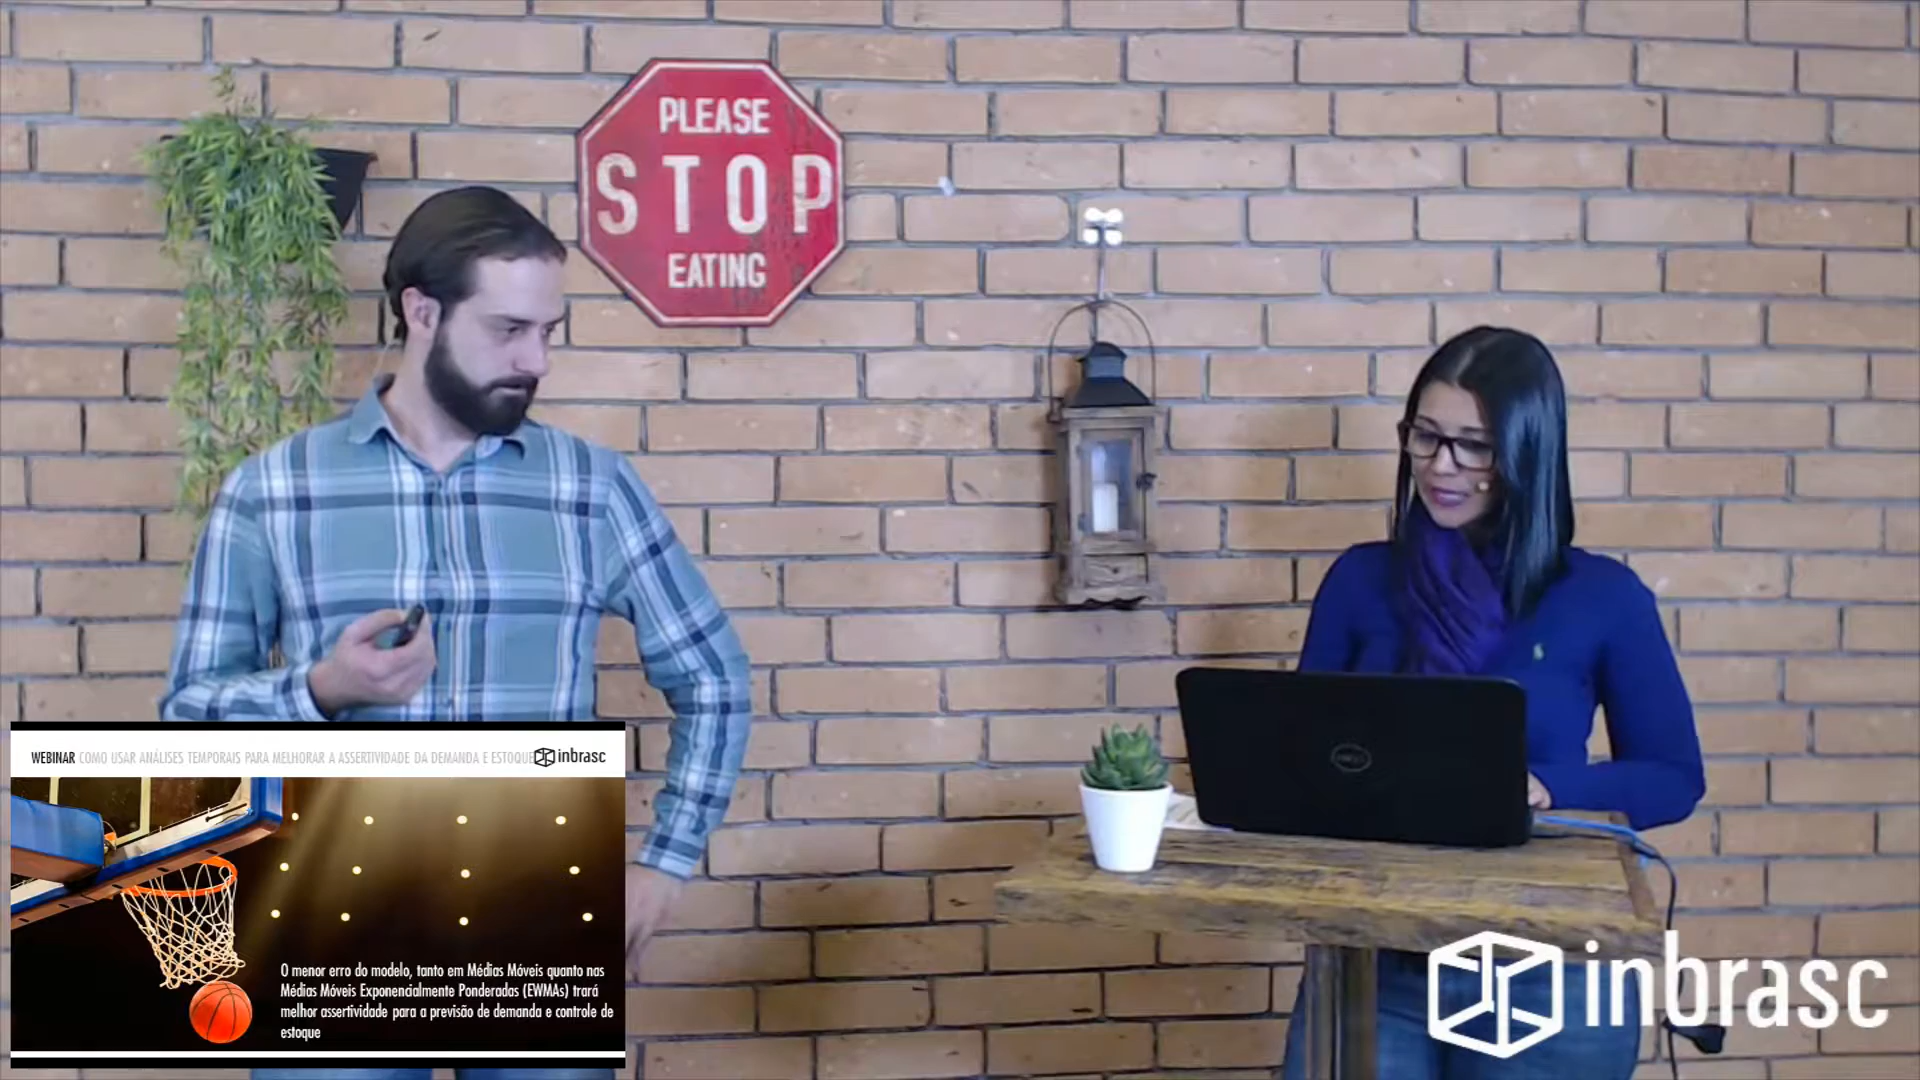 PLEASE
STOP
EATING
WEBINAR COMO USAR ANÁLISES TEMPORAIS PARA MELHORAR A ASSERTIVIDADE DA DEMANDA E ESTOQUE inbrasc
O menor erro do modelo, tanto em Médias Móveis quanto nas
Médias Móveis Exponencialmente Ponderadas (EWMAs) trará
melhor assertividade para a previsão de demanda e controle de
estoque
inbrasc